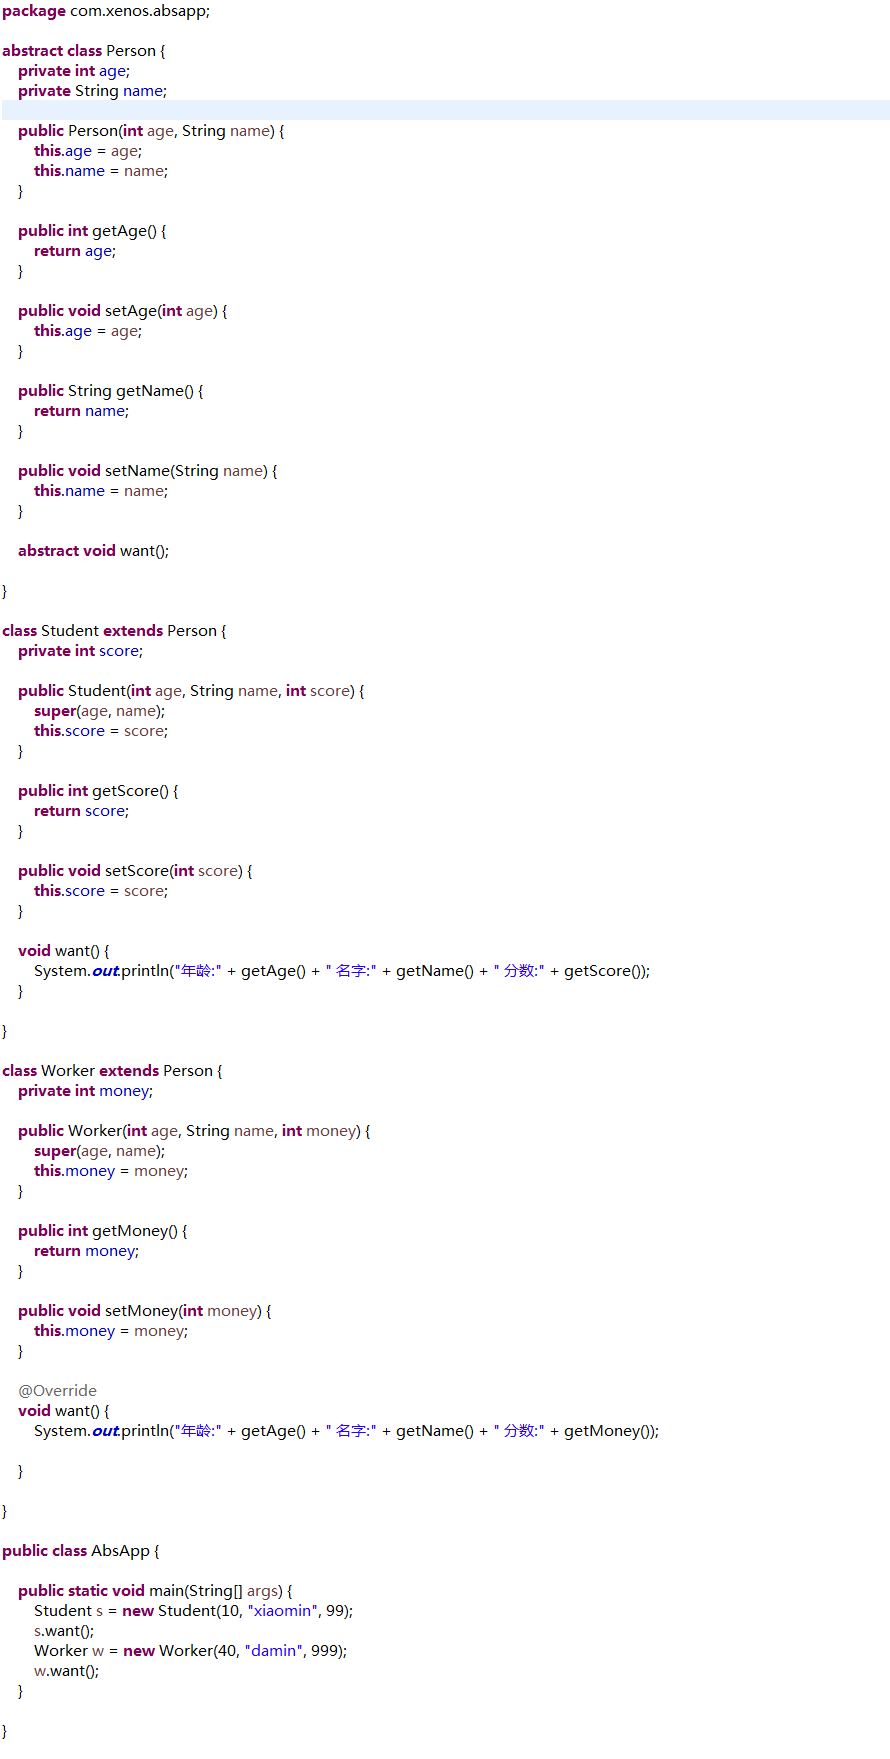 package com.xenos.absapp;
abstract class Person {
private int age;
private String name;
public Person(int age, String name) {
this.age = age;
this.name = name;
}
public int getAge() {
return age;
}
public void setAge(int age) {
this.age = age;
}
public String getName() {
return name;
}
public void setName(String name) {
this.name = name;
}
abstract void want();
}
class Student extends Person {
private int score;
public Student(int age, String name, int score) {
super(age, name);
this.score = score;
}
public int getScore() {
return score;
}
public void setScore(int score) {
this.score = score;
}
void want() {
System.out.println("年龄:" + getAge() + " 名字:" + getName() + " 分数:" + getScore());
}
}
class Worker extends Person {
private int money;
public Worker(int age, String name, int money) {
super(age, name);
this.money = money;
}
public int getMoney() {
return money;
}
public void setMoney(int money) {
this.money = money;
}
@Override
void want() {
System.out.println("年龄:" + getAge() + " 名字:" + getName() + " 分数:" + getMoney());
}
}
public class AbsApp {
public static void main(String[] args) {
Student s = new Student(10, "xiaomin", 99);
s.want();
Worker w = new Worker(40, "damin", 999);
w.want();
}
}